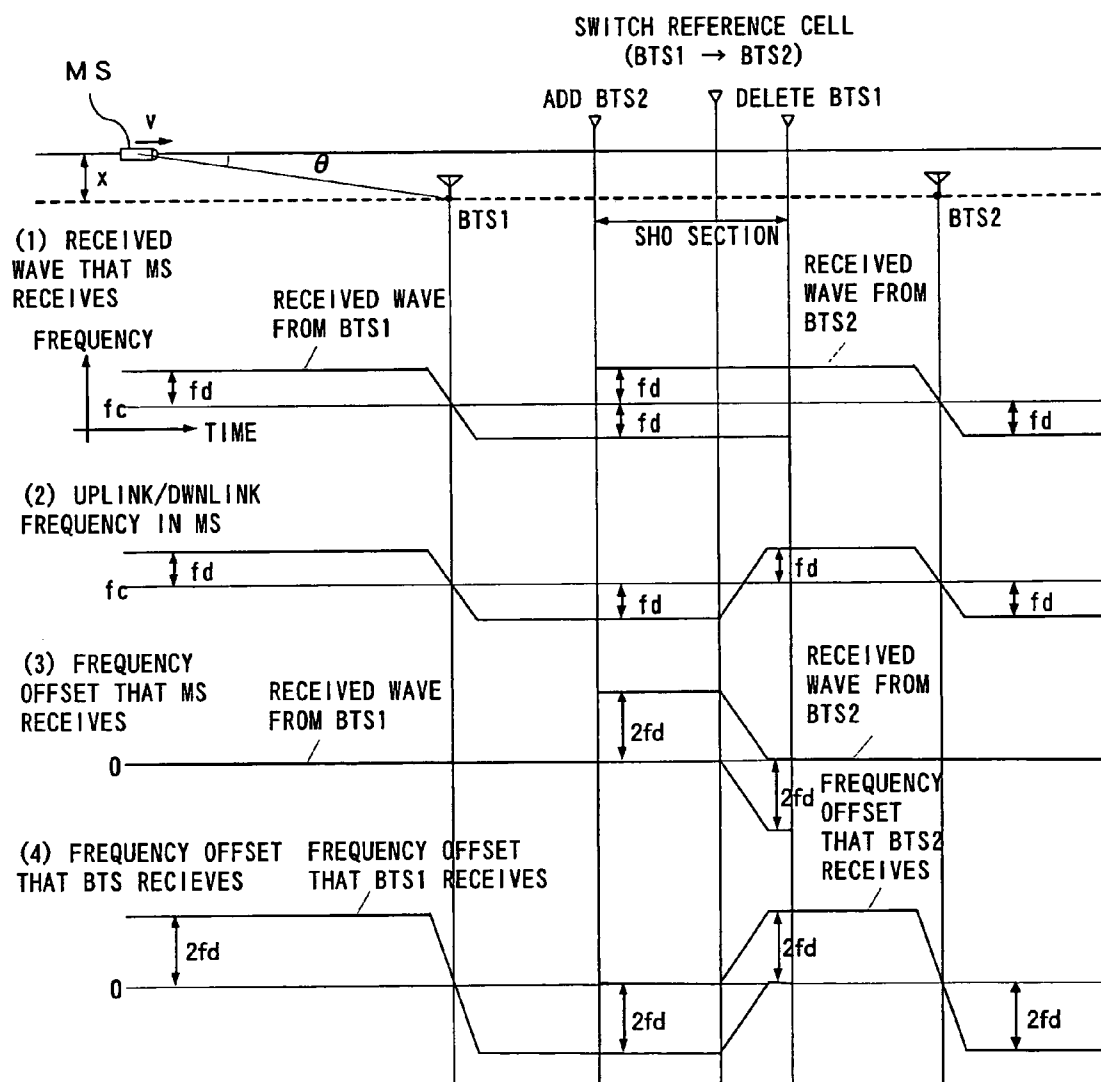 SWITCH REFERENCE CELL
(BTS1 → BTS2)
MS
ADD BTS2
DELETE BTS1
V
θ
X
BTS1
BTS2
SHO SECTION
(1) RECEIVED
WAVE THAT MS
RECEIVES
RECEIVED WAVE
FROM BTS1
RECEIVED
WAVE FROM
BTS2
FREQUENCY
fd
fd
fc
fd
fd
TIME
(2) UPLINK/DWNLINK
FREQUENCY IN MS
fd
fd
fc
fd
fd
(3) FREQUENCY
OFFSET THAT MS
RECEIVES
RECEIVED WAVE
FROM BTS1
RECEIVED
WAVE FROM
BTS2
2fd
0
2fd
FREQUENCY
OFFSET
THAT BTS2
RECEIVES
(4) FREQUENCY OFFSET
THAT BTS RECIEVES
FREQUENCY OFFSET
THAT BTS1 RECEIVES
2fd
2fd
0
2fd
2fd